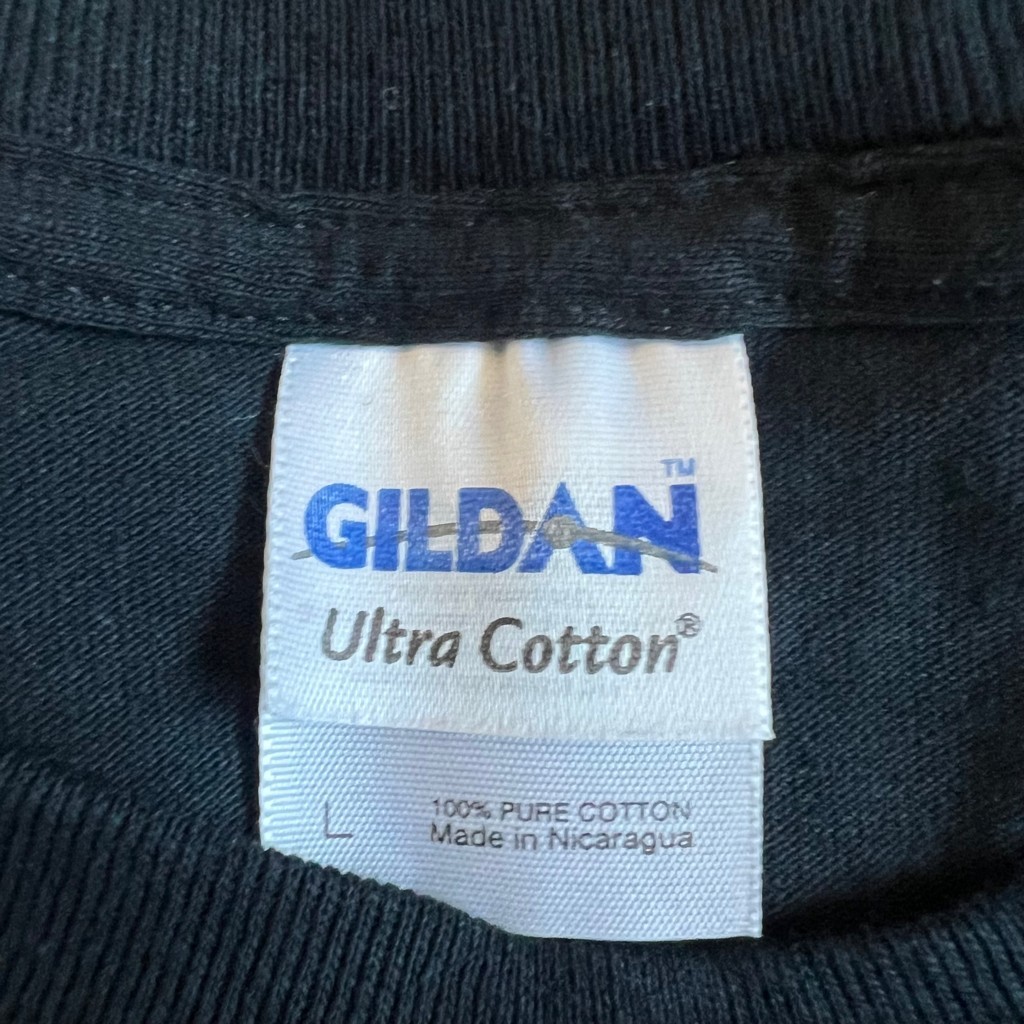 GILDAN™
Ultra Cotton®
L
100% PURE COTTON
Made in Nicaragua